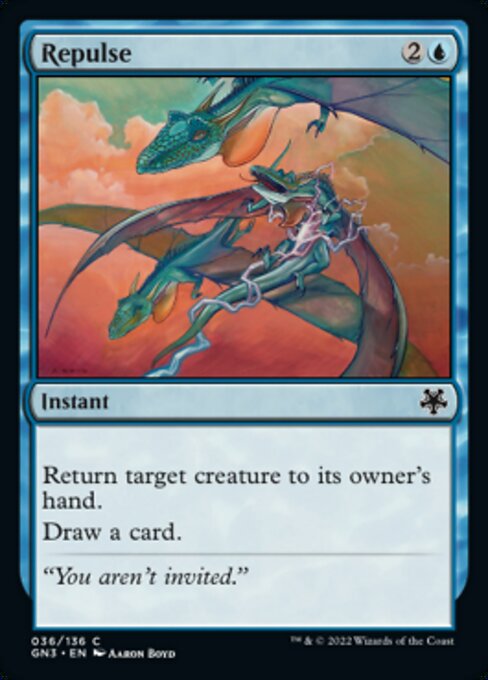 Repulse 2
Instant
Return target creature to its owner's
hand.
Draw a card.
"You aren't invited."
036/136 C
GN3 • EN Aaron Boyd
™ & © 2022 Wizards of the Coast